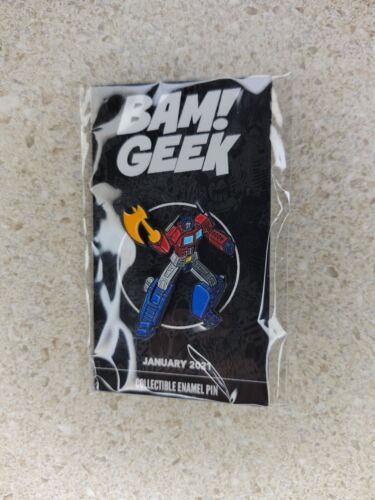 BAM!
GEEK
JANUARY 2021
COLLECTIBLE ENAMEL PIN